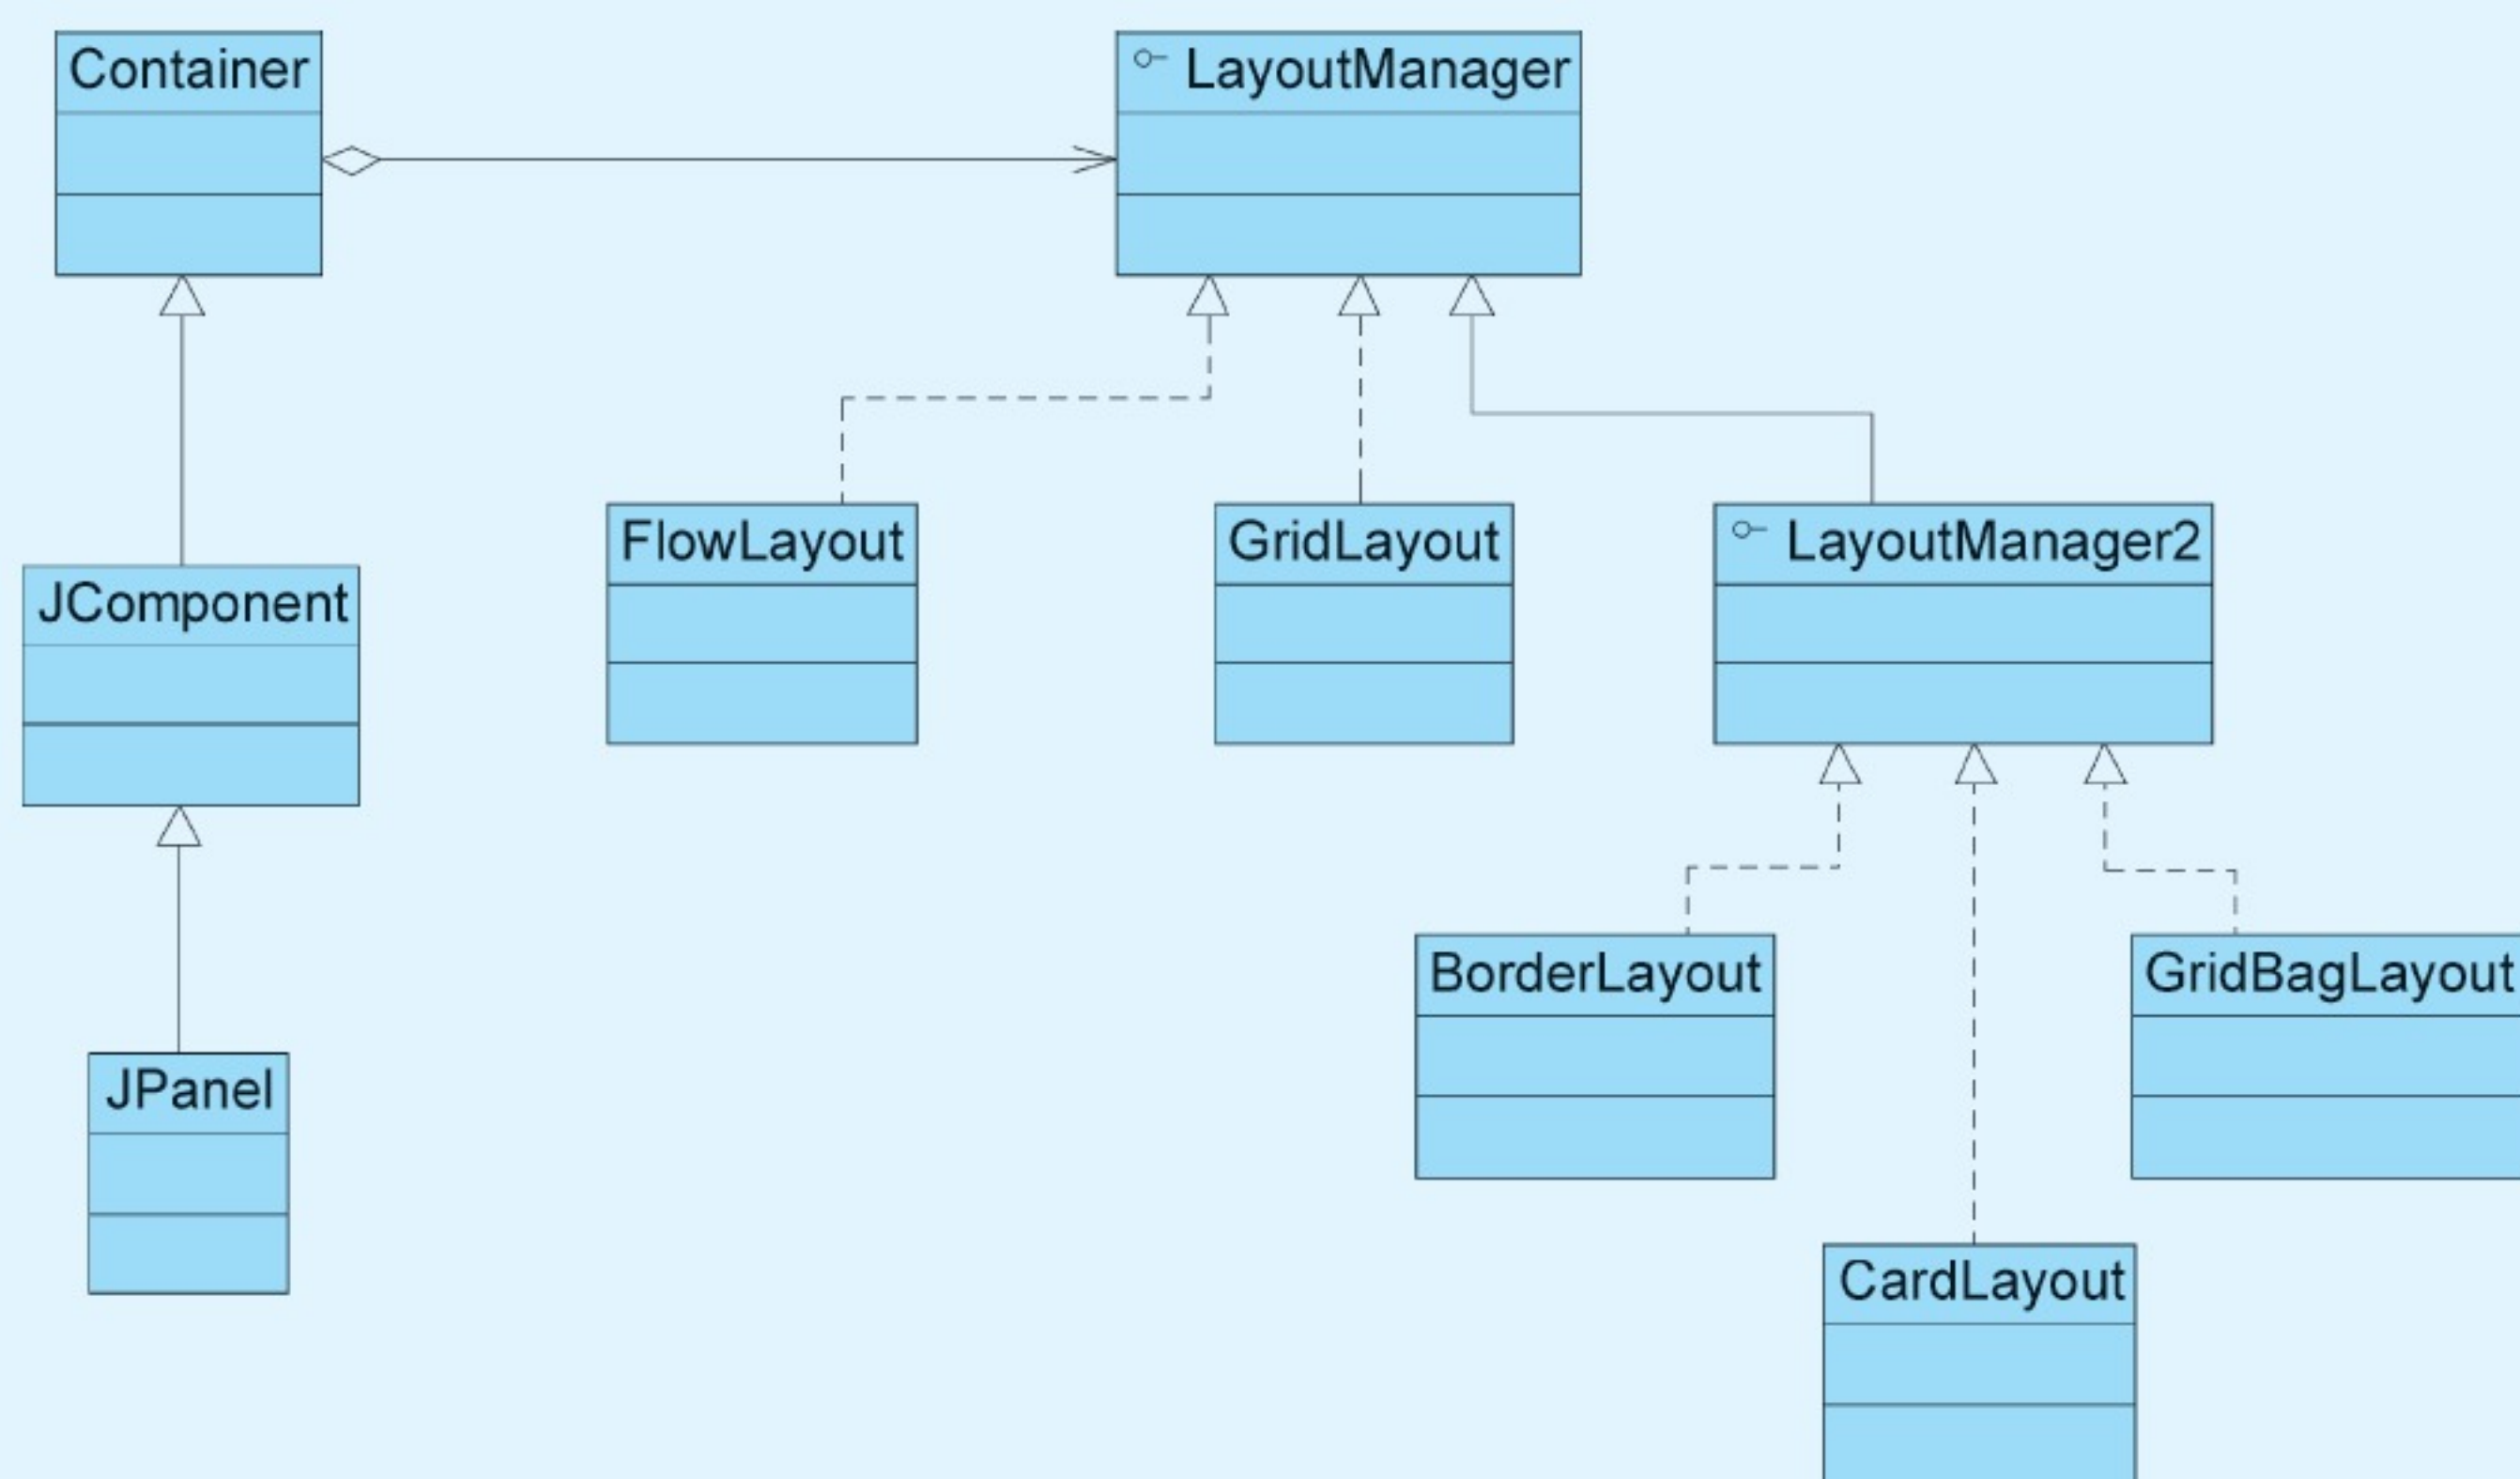 Container
LayoutManager
FlowLayout
GridLayout
LayoutManager2
JComponent
BorderLayout
GridBagLayout
JPanel
CardLayout